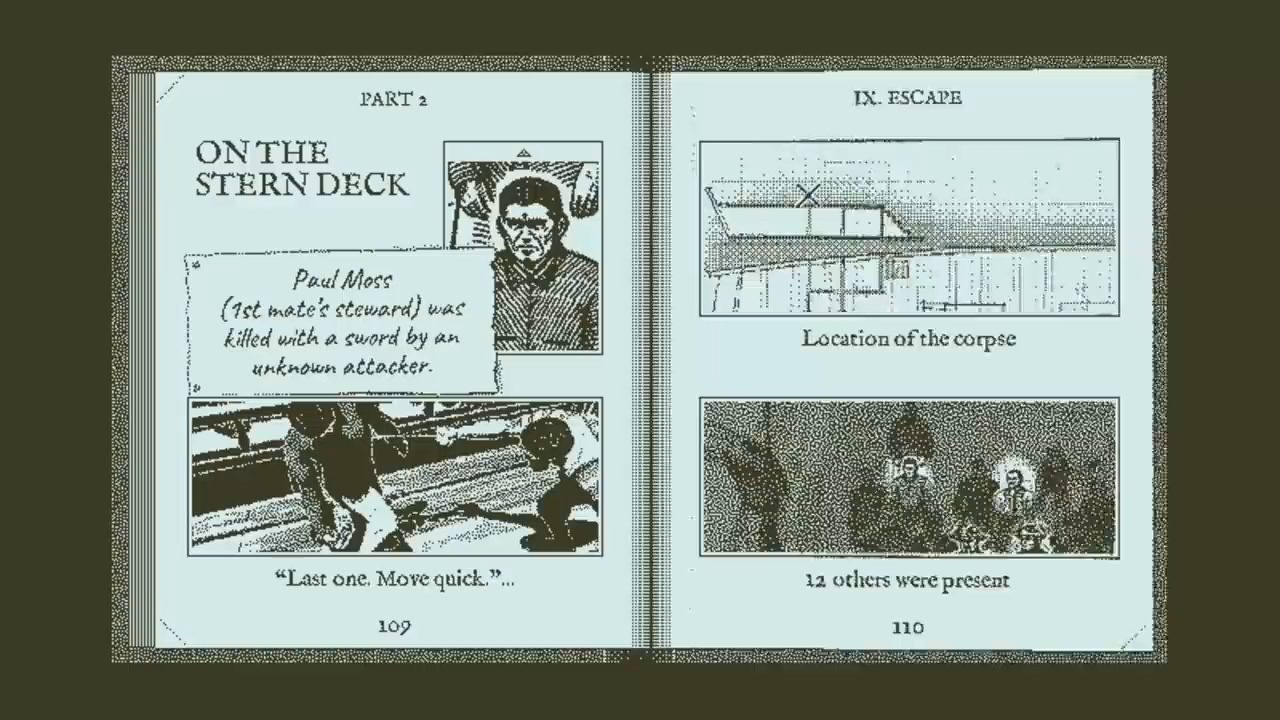 PART 2
ON THE
STERN DECK
Paul Moss
(1st mate's steward) was
killed with a sword by an
unknown attacker.
"Last one. Move quick."...
109
IX. ESCAPE
Location of the corpse
12 others were present
110